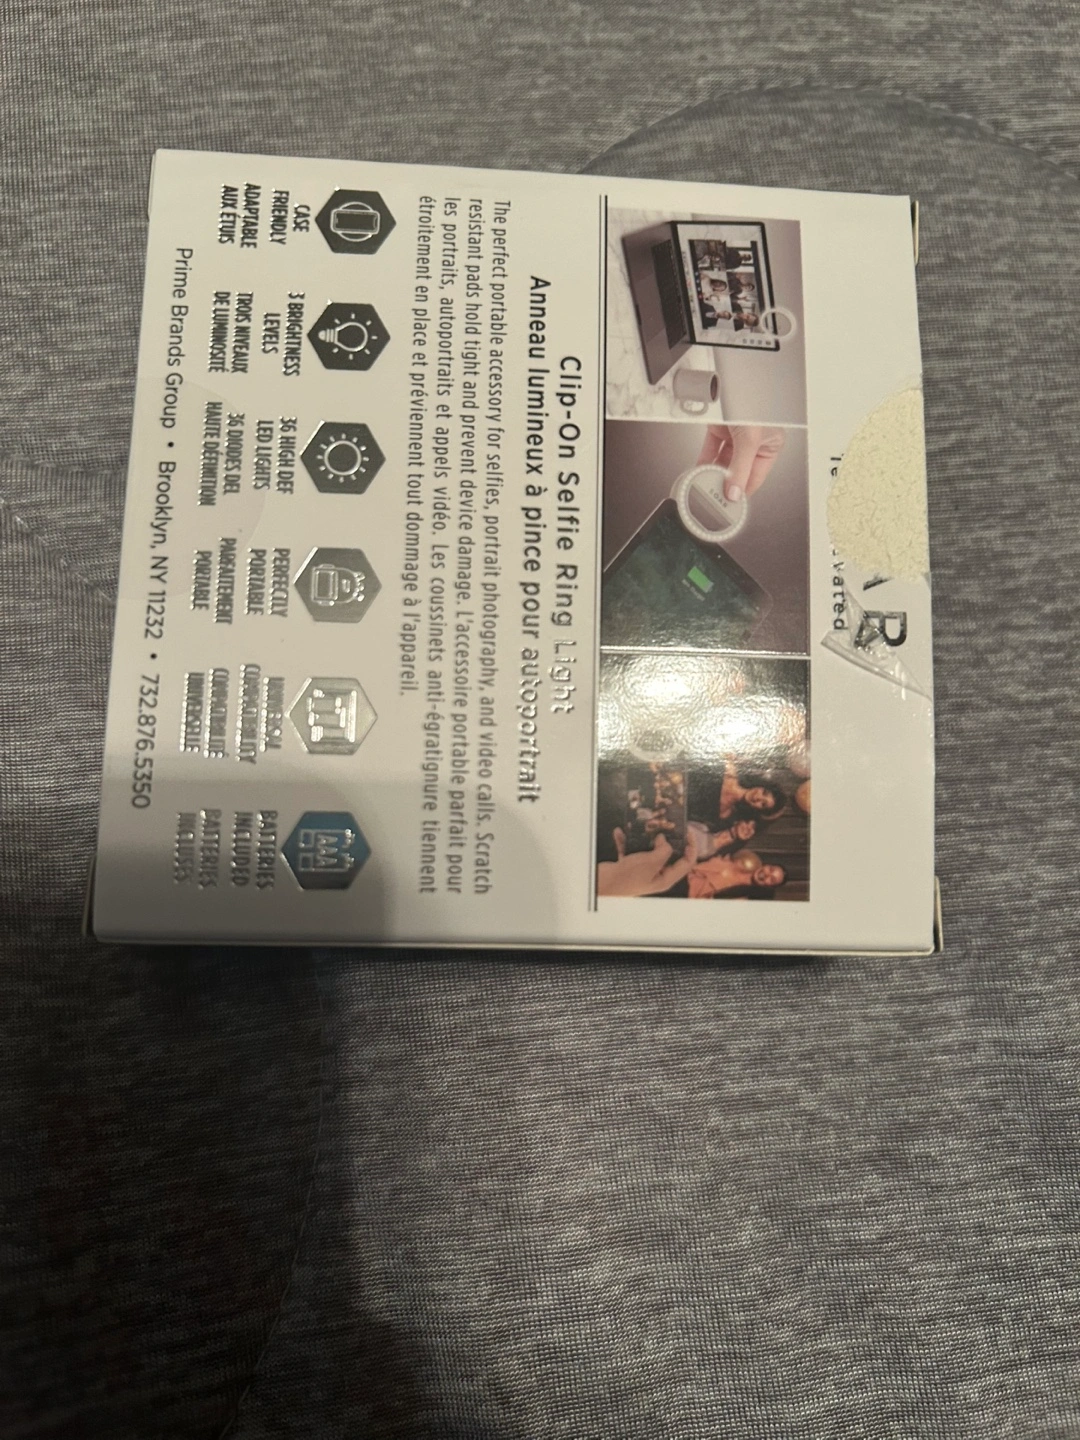 Clip-On Selfie Ring Light
Anneau lumineux à pince pour autoportrait
The perfect portable accessory for selfies, portrait photography, and video calls. Scratch
resistant pads hold tight and prevent device damage. L'accessoire portable parfait pour
les portraits, autoportraits et appels vidéo. Les coussinets anti-égratignure tiennent
étroitement en place et préviennent tout dommage à l'appareil.
CASE
FRIENDLY
ADAPTABLE
AUX ÉTUIS
3 BRIGHTNESS
LEVELS
TROIS NIVEAUX
DE LUMINOSITÉ
36 HIGH DEF
LED LIGHTS
36 DIODES DEL
HAUTE DÉFINITION
PERFECTLY
PORTABLE
PARFAITEMENT
PORTABLE
UNIVERSAL
COMPATIBILITY
COMPATIBILITÉ
UNIVERSELLE
AAA
BATTERIES
INCLUDED
BATTERIES
INCLUSES
Prime Brands Group • Brooklyn, NY 11232 • 732.876.5350